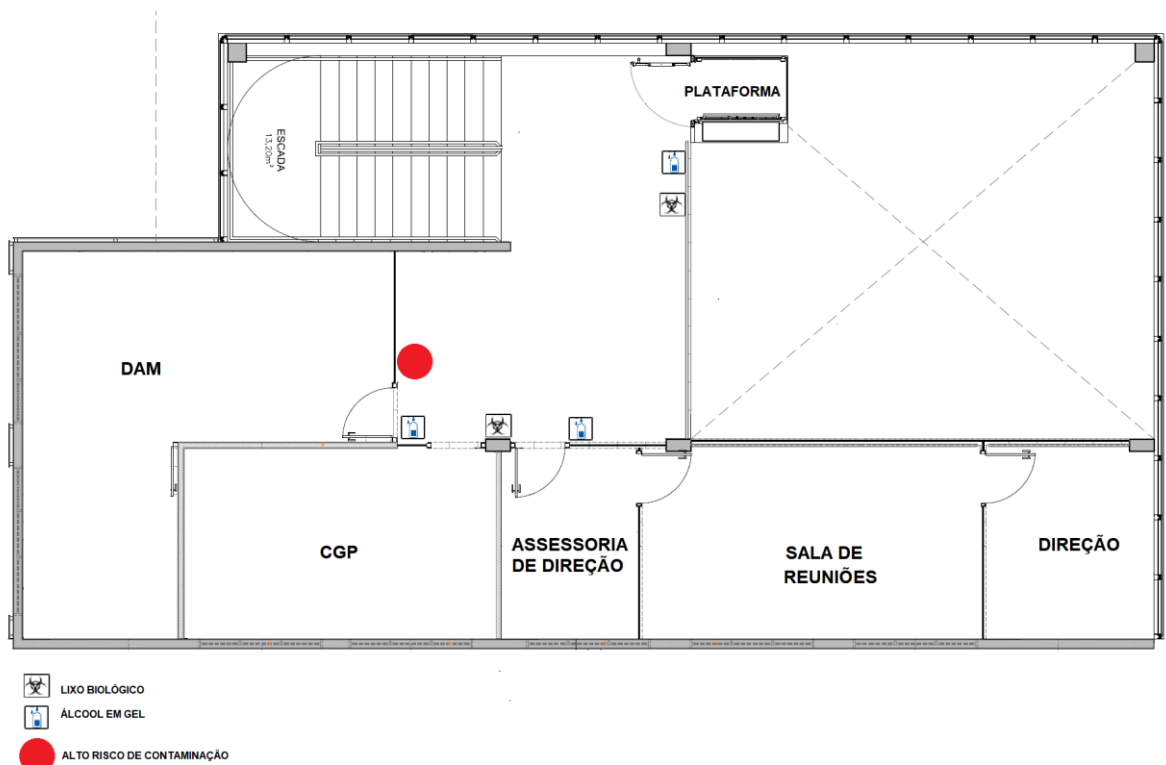 PLATAFORMA
ESCADA
13,20m²
DAM
CGP
ASSESSORIA
DE DIREÇÃO
SALA DE
REUNIÕES
DIREÇÃO
LIXO BIOLÓGICO
ÁLCOOL EM GEL
ALTO RISCO DE CONTAMINAÇÃO